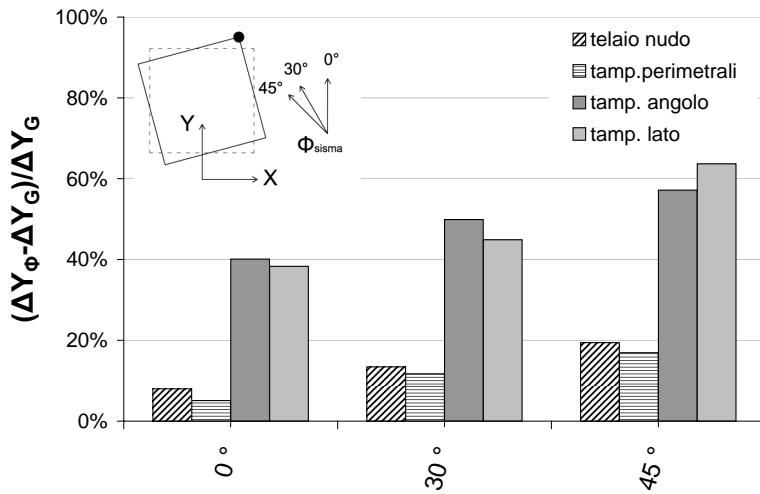 100%
80%
60%
40%
20%
0%
(ΔYΦ-ΔYG)/ΔYG
0°
30°
45°
Φsisma
Y
X
telaio nudo
tamp.perimetrali
tamp. angolo
tamp. lato
0 °
30 °
45 °